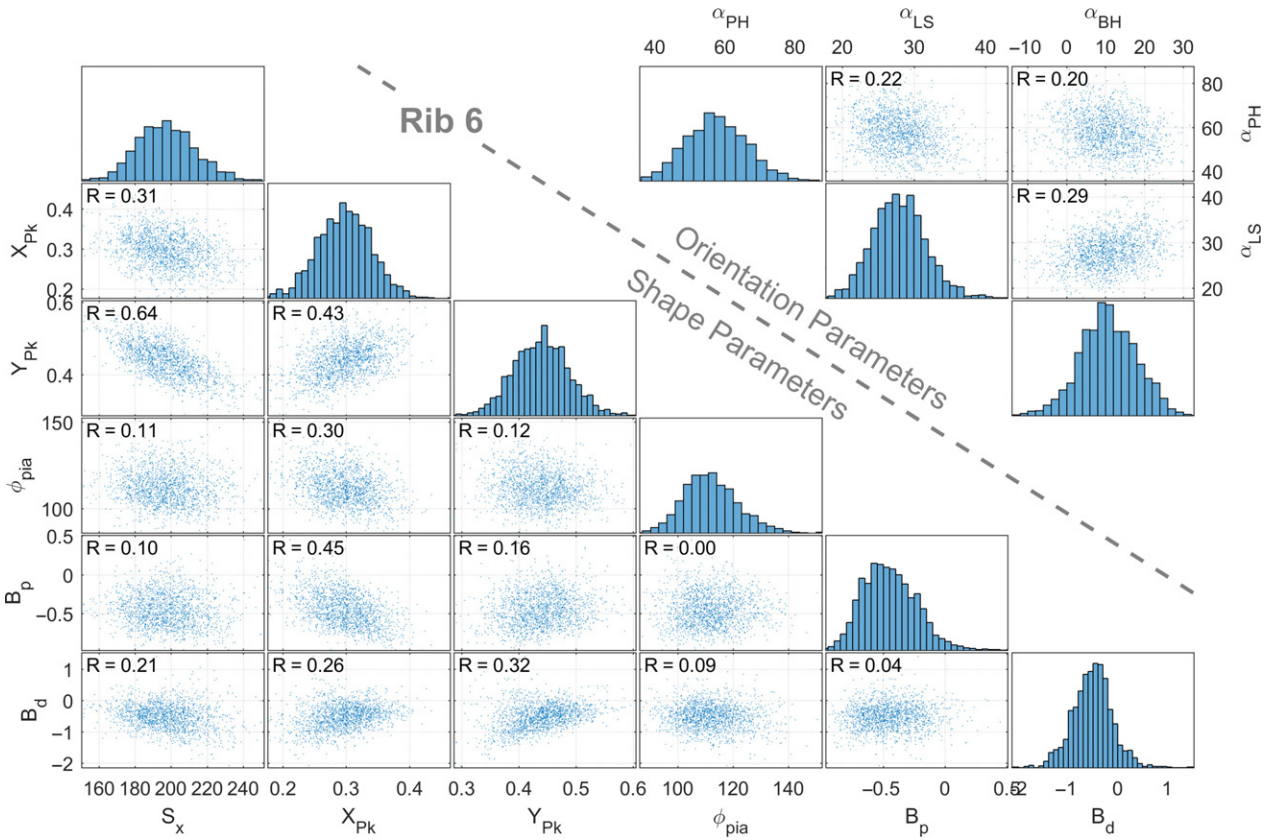 α_PH α_LS α_BH
40 60 80 20 30 40 -10 0 10 20 30
Rib 6
R = 0.22 R = 0.20
80
60
40
α_PH
R = 0.31
X_Pk
0.4
0.3
0.2
R = 0.29
40
30
20
α_LS
Orientation Parameters
Shape Parameters
R = 0.64 R = 0.43
Y_Pk
0.6
0.4
R = 0.11 R = 0.30 R = 0.12
ϕ_pia
150
100
R = 0.10 R = 0.45 R = 0.16 R = 0.00
B_p
0.5
0
-0.5
R = 0.21 R = 0.26 R = 0.32 R = 0.09 R = 0.04
B_d
1
0
-1
-2
160 180 200 220 240 0.2 0.3 0.4 0.3 0.4 0.5 0.6 100 120 140 -0.5 0 0.5 -1 0 1
S_x X_Pk Y_Pk ϕ_pia B_p B_d